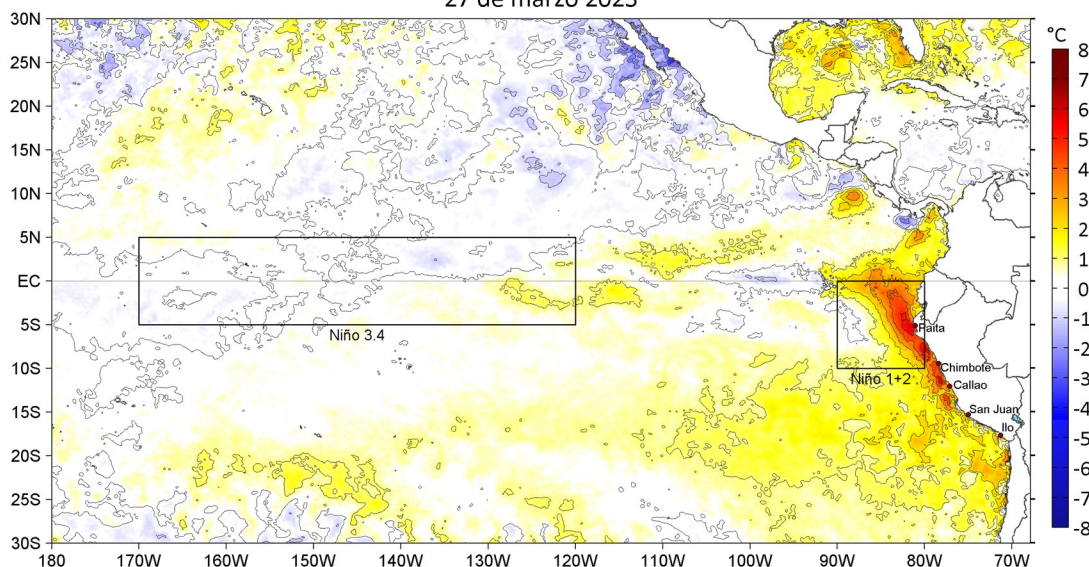 27 de marzo 2023
30N
25N
20N
15N
10N
5N
EC
5S
10S
15S
20S
25S
30S
180 170W 160W 150W 140W 130W 120W 110W 100W 90W 80W 70W
Niño 3.4
Niño 1+2
Paita
Chimbote
Callao
San Juan
Ilo
°C
8
7
6
5
4
3
2
1
0
-1
-2
-3
-4
-5
-6
-7
-8